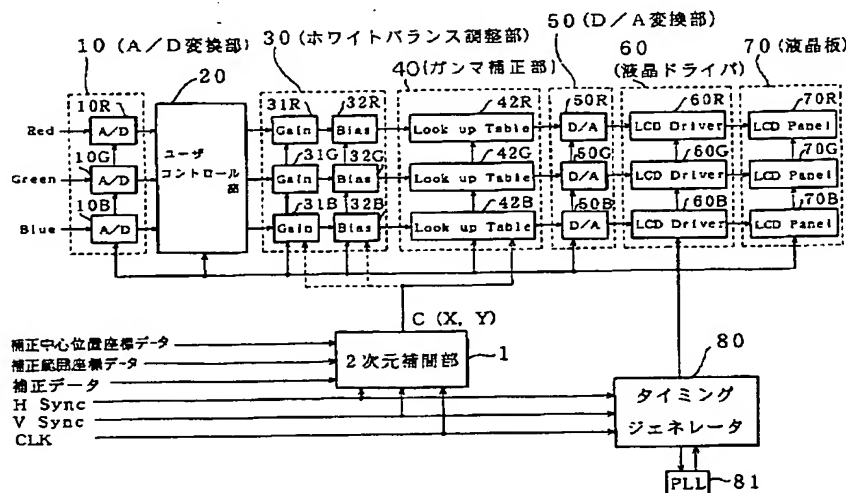 50 (D/A変換部)
10 (A/D変換部)
30 (ホワイトバランス調整部)
60
(液晶ドライバ)
70 (液晶板)
20
40 (ガンマ補正部)
10R
31R
32R
42R
50R
60R
70R
Red
A/D
Gain
Bias
Look up Table
D/A
LCD Driver
LCD Panel
10G
31G
32G
42G
50G
60G
70G
Green
A/D
ユーザ
コントロール
部
Gain
Bias
Look up Table
D/A
LCD Driver
LCD Panel
10B
31B
32B
42B
50B
60B
70B
Blue
A/D
Gain
Bias
Look up Table
D/A
LCD Driver
LCD Panel
C (X, Y)
補正中心位置座標データ
補正範囲座標データ
補正データ
2次元補間部
1
80
H Sync
V Sync
CLK
タイミング
ジェネレータ
PLL
81